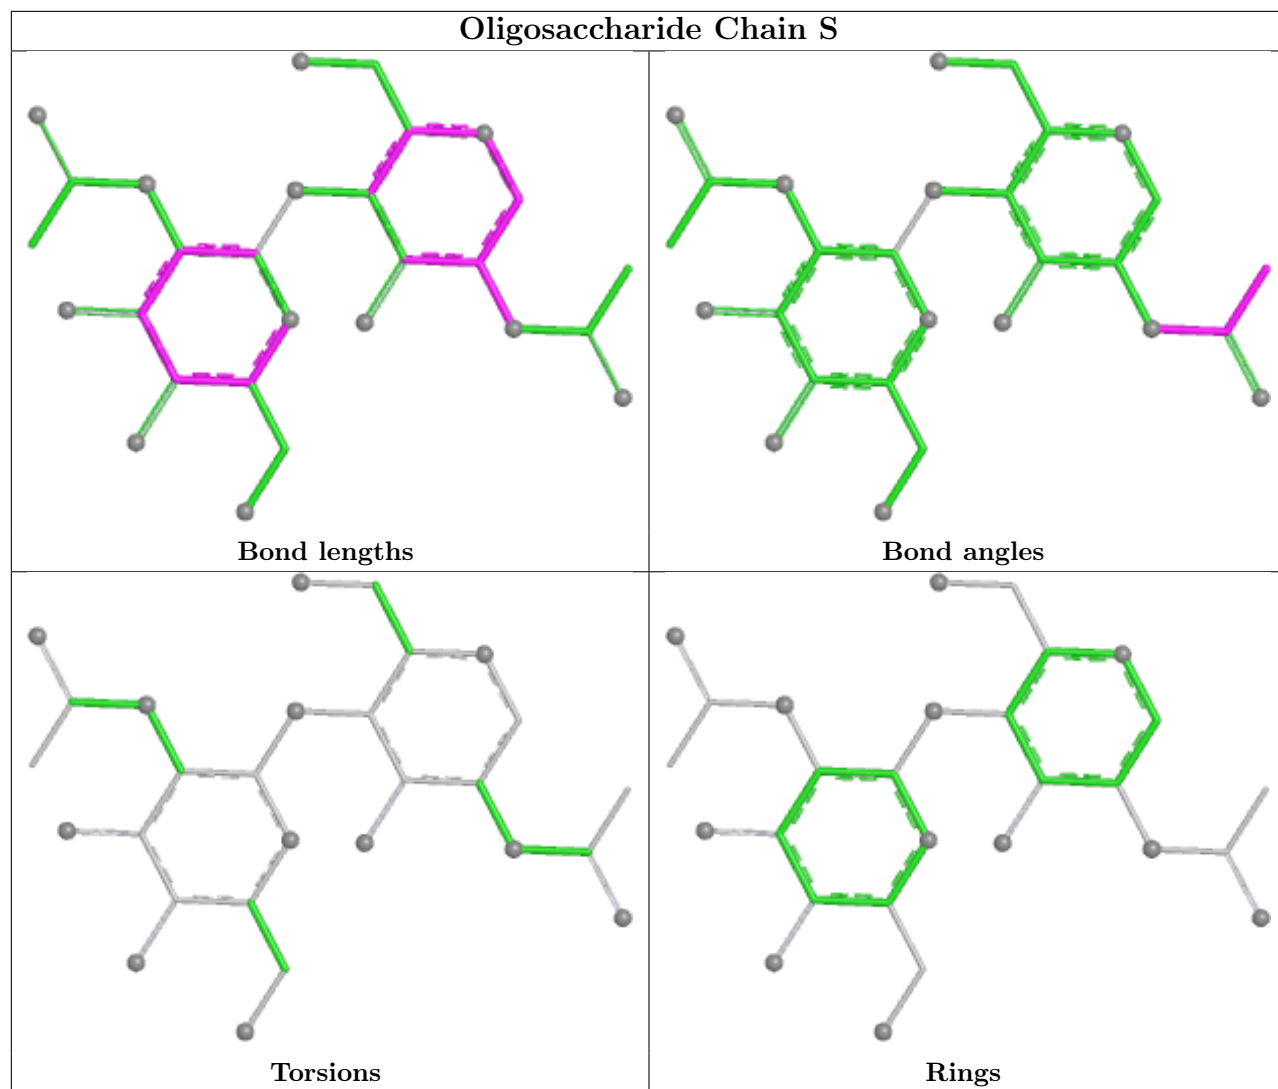 Oligosaccharide Chain S
Bond lengths
Bond angles
Torsions
Rings